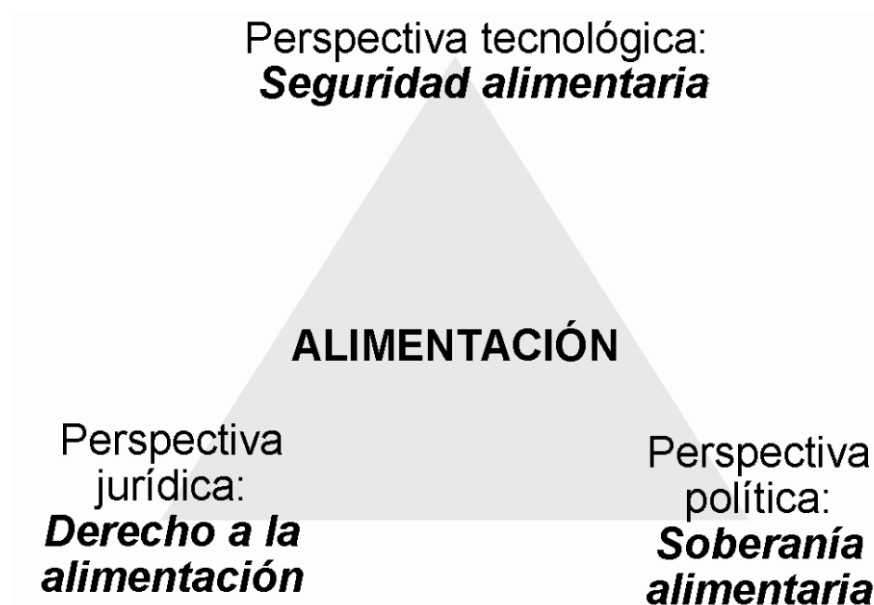 Perspectiva tecnológica:
Seguridad alimentaria
ALIMENTACIÓN
Perspectiva
jurídica:
Derecho a la
alimentación
Perspectiva
política:
Soberanía
alimentaria